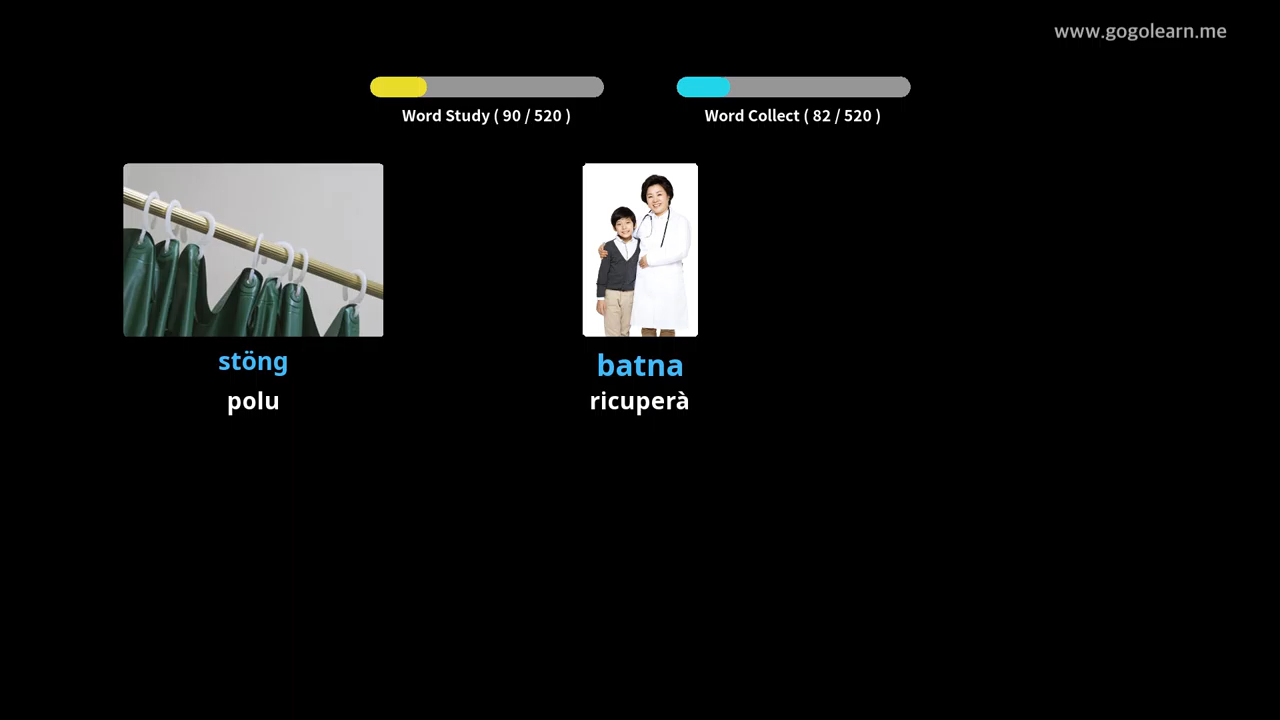 www.gogolearn.me
Word Study ( 90 / 520 )
Word Collect ( 82 / 520 )
stöng
polu
batna
ricuperà